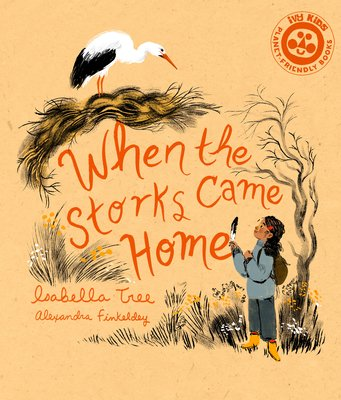 IVY KIDS
PLANET-FRIENDLY BOOKS
When the
Storks Came
Home
Isabella Tree
Alexandra Finkeldey